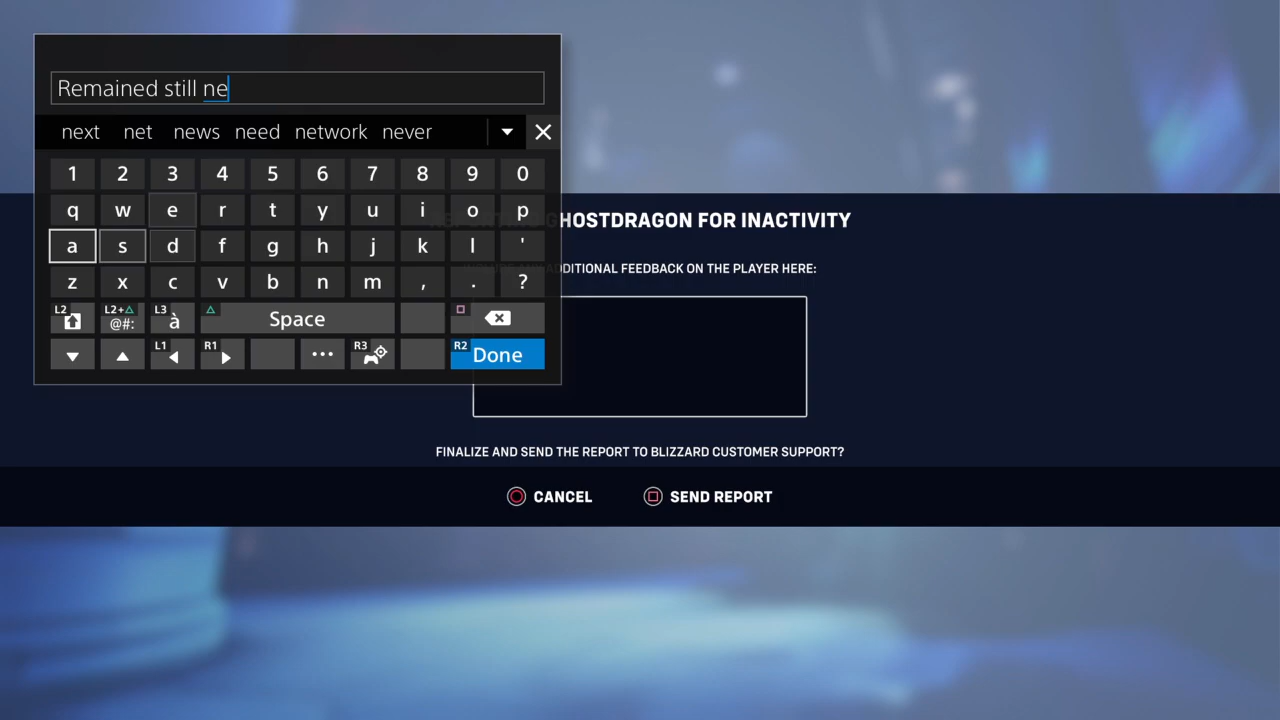 Remained still ne
next net news need network never
1 2 3 4 5 6 7 8 9 0
q w e r t y u i o p
a s d f g h j k l '
z x c v b n m , . ?
L2 L2+△ @#: L3 à △ Space
L1 R1 ... R3 R2 Done
GHOSTDRAGON FOR INACTIVITY
ADDITIONAL FEEDBACK ON THE PLAYER HERE:
FINALIZE AND SEND THE REPORT TO BLIZZARD CUSTOMER SUPPORT?
CANCEL SEND REPORT